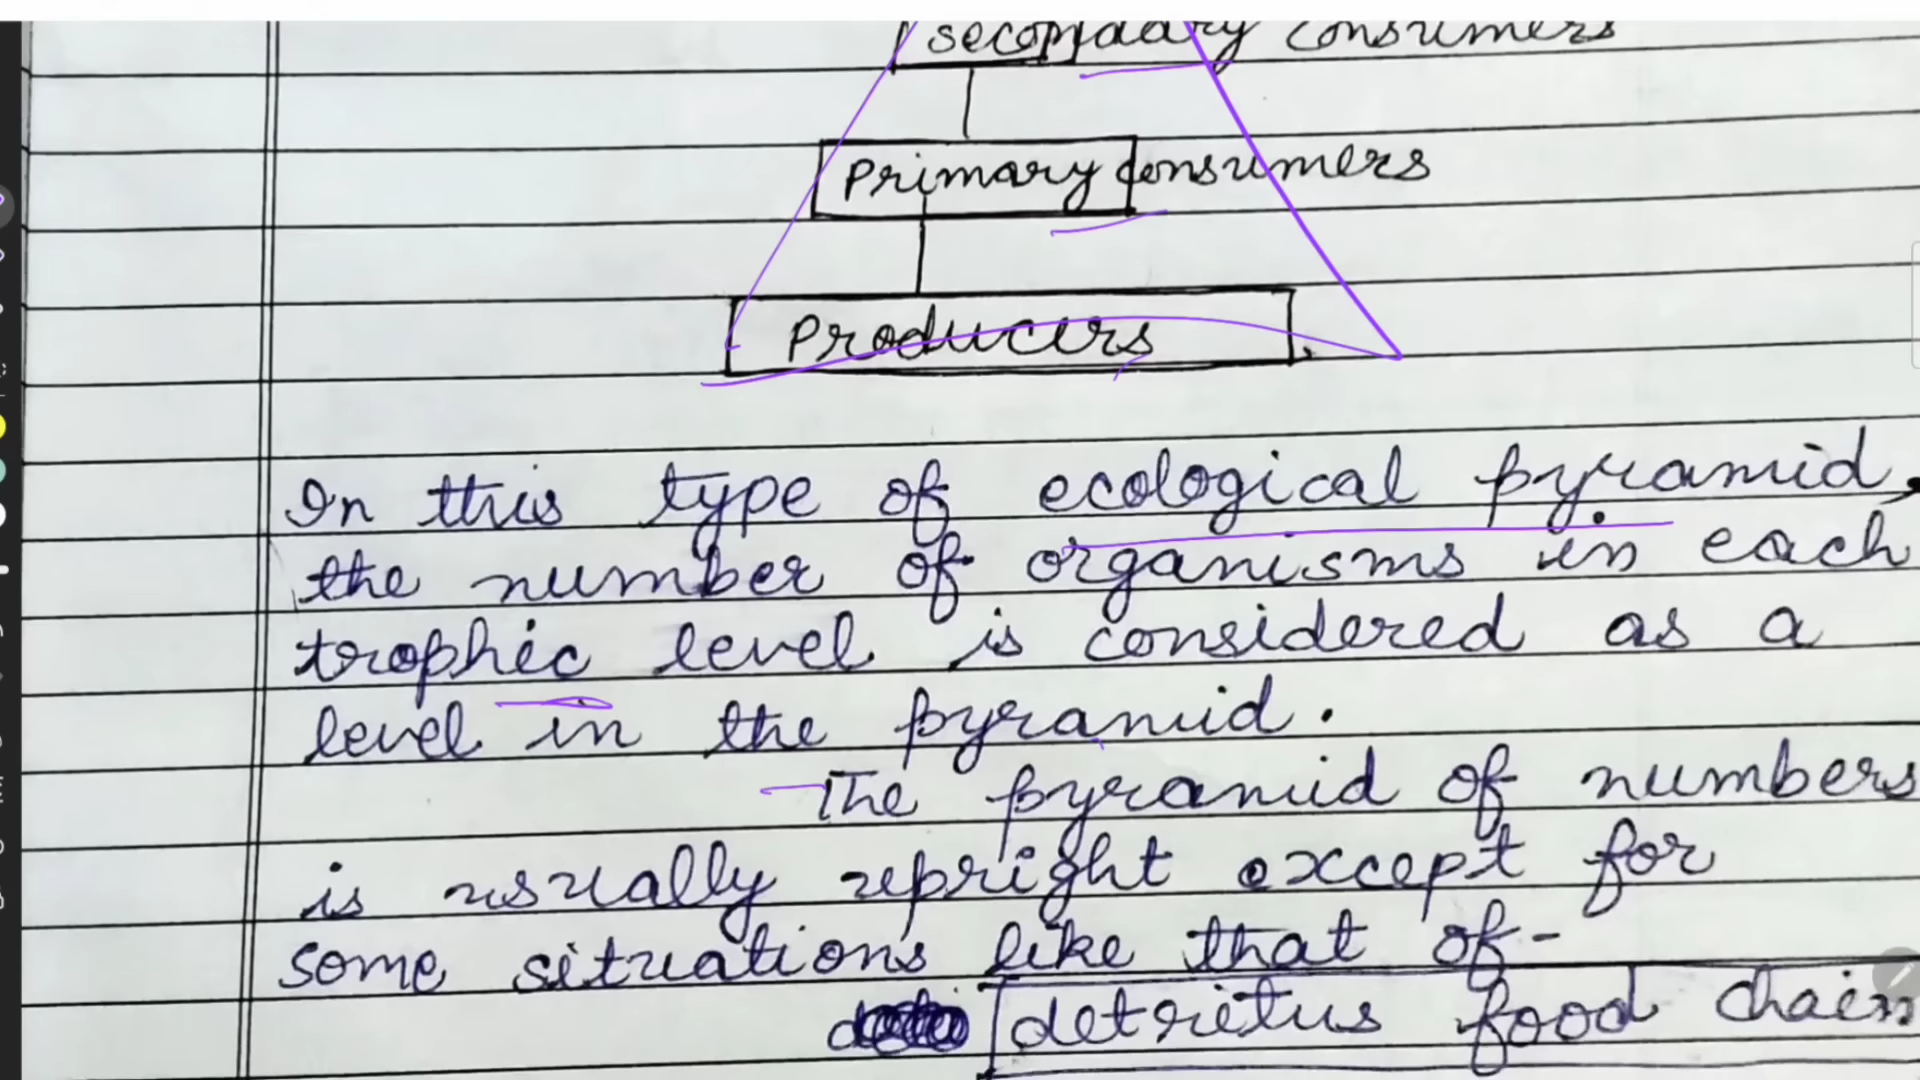 secondary consumers
Primary consumers
Producers
In this type of ecological pyramid,
the number of organisms in each
trophic level is considered as a
level in the pyramid.
The pyramid of numbers
is usually upright except for
some situations like that of-
detritus food chain